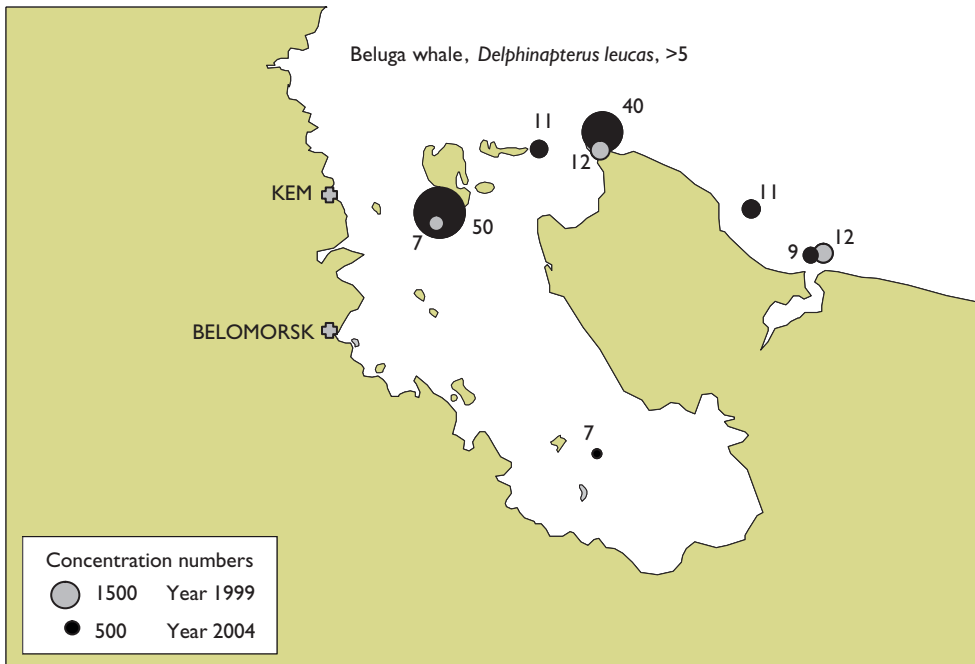 Beluga whale, Delphinapterus leucas, >5
40
11
12
KEM
11
50
7
12
9
BELOMORSK
7
Concentration numbers
1500 Year 1999
500 Year 2004